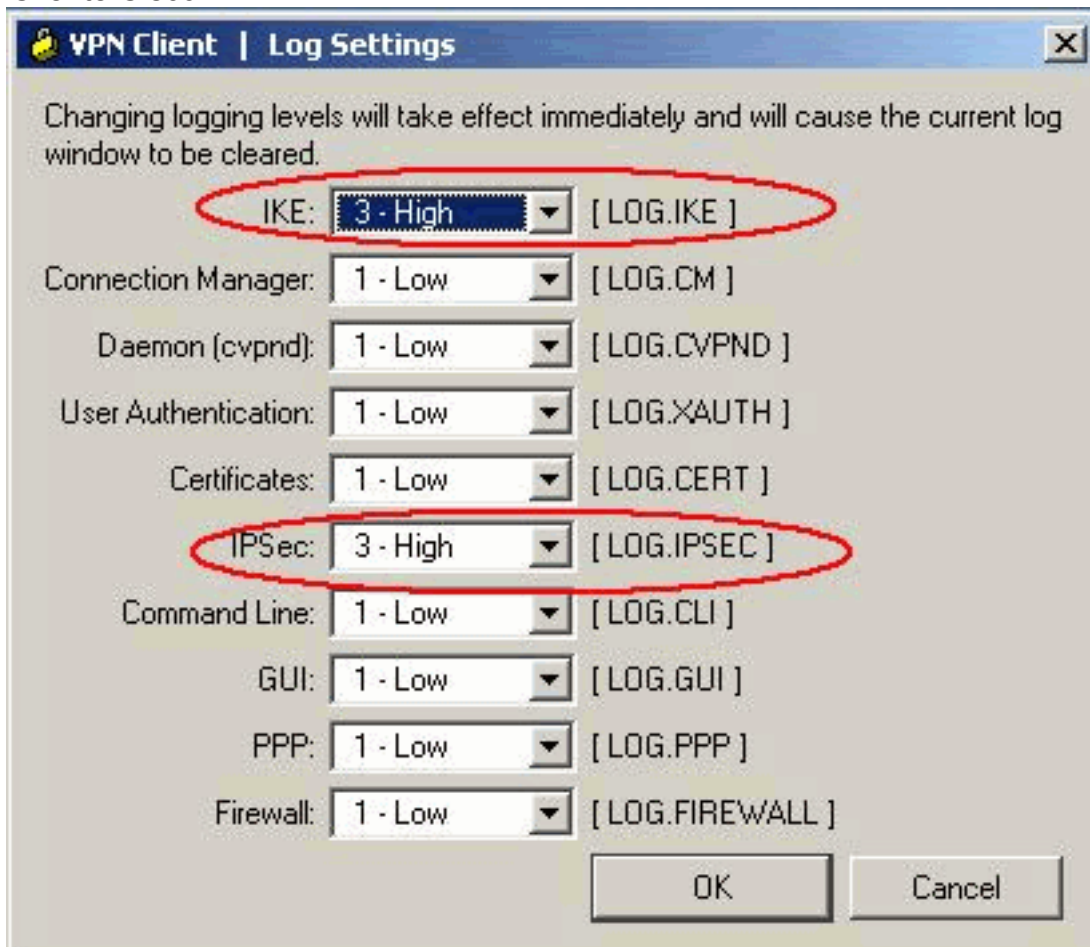 VPN Client | Log Settings
Changing logging levels will take effect immediately and will cause the current log
window to be cleared.
IKE: 3 - High [ LOG.IKE ]
Connection Manager: 1 - Low [ LOG.CM ]
Daemon (cvpnd): 1 - Low [ LOG.CVPND ]
User Authentication: 1 - Low [ LOG.XAUTH ]
Certificates: 1 - Low [ LOG.CERT ]
IPSec: 3 - High [ LOG.IPSEC ]
Command Line: 1 - Low [ LOG.CLI ]
GUI: 1 - Low [ LOG.GUI ]
PPP: 1 - Low [ LOG.PPP ]
Firewall: 1 - Low [ LOG.FIREWALL ]
OK Cancel